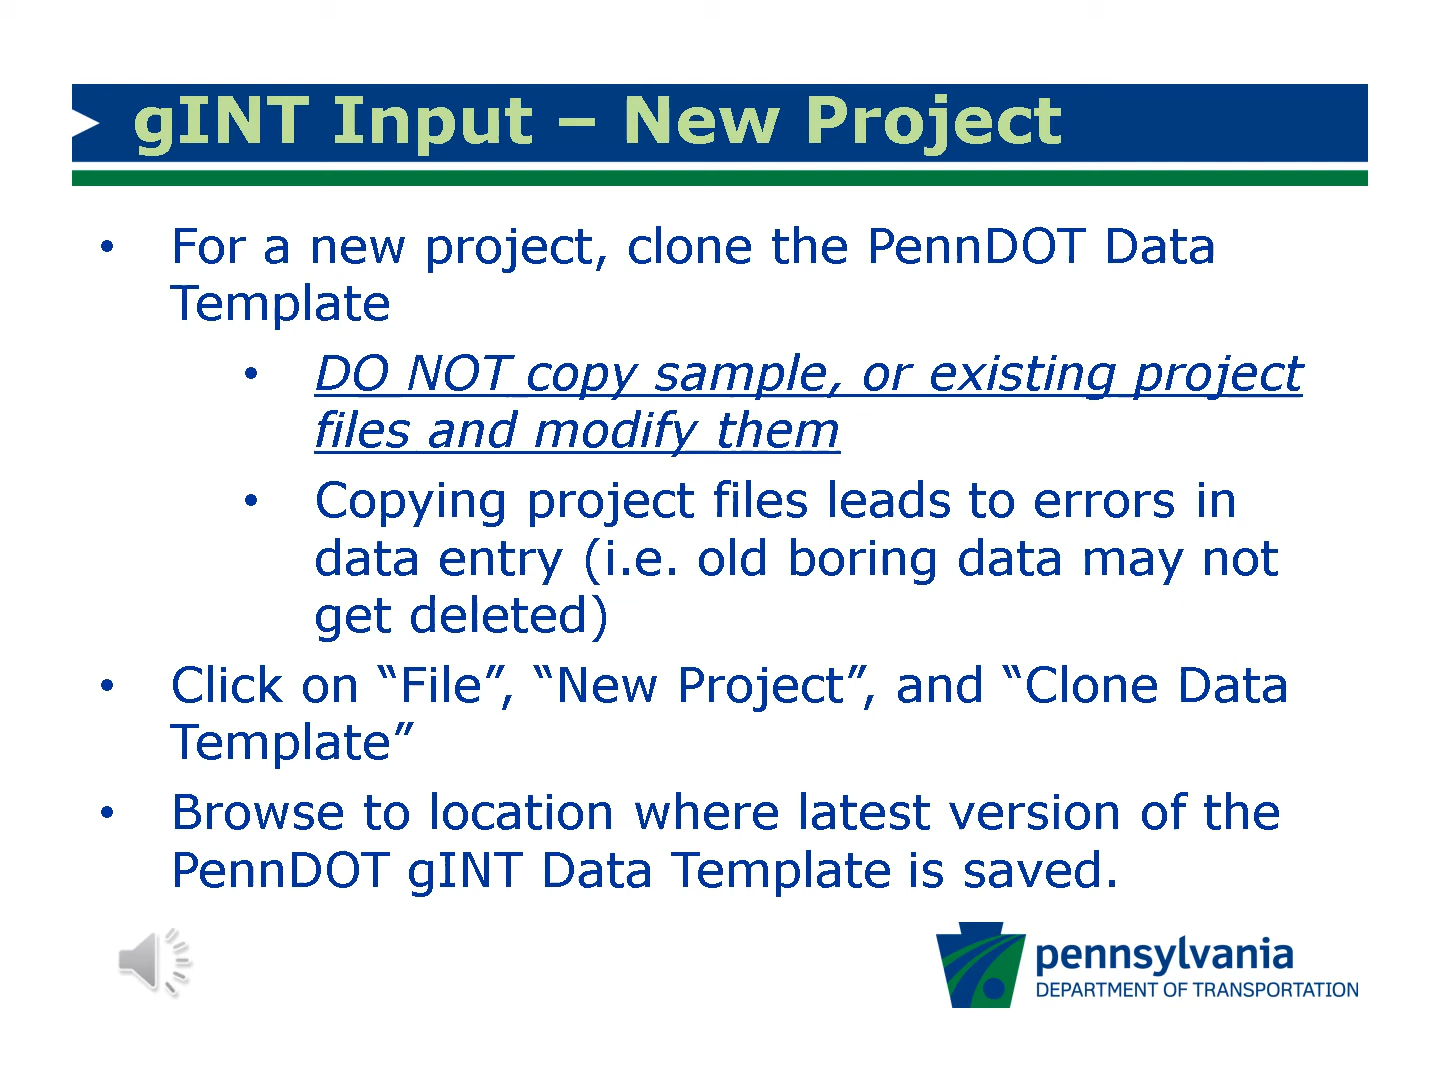 gINT Input – New Project
• For a new project, clone the PennDOT Data
Template
• DO NOT copy sample, or existing project
files and modify them
• Copying project files leads to errors in
data entry (i.e. old boring data may not
get deleted)
• Click on “File”, “New Project”, and “Clone Data
Template”
• Browse to location where latest version of the
PennDOT gINT Data Template is saved.
pennsylvania
DEPARTMENT OF TRANSPORTATION